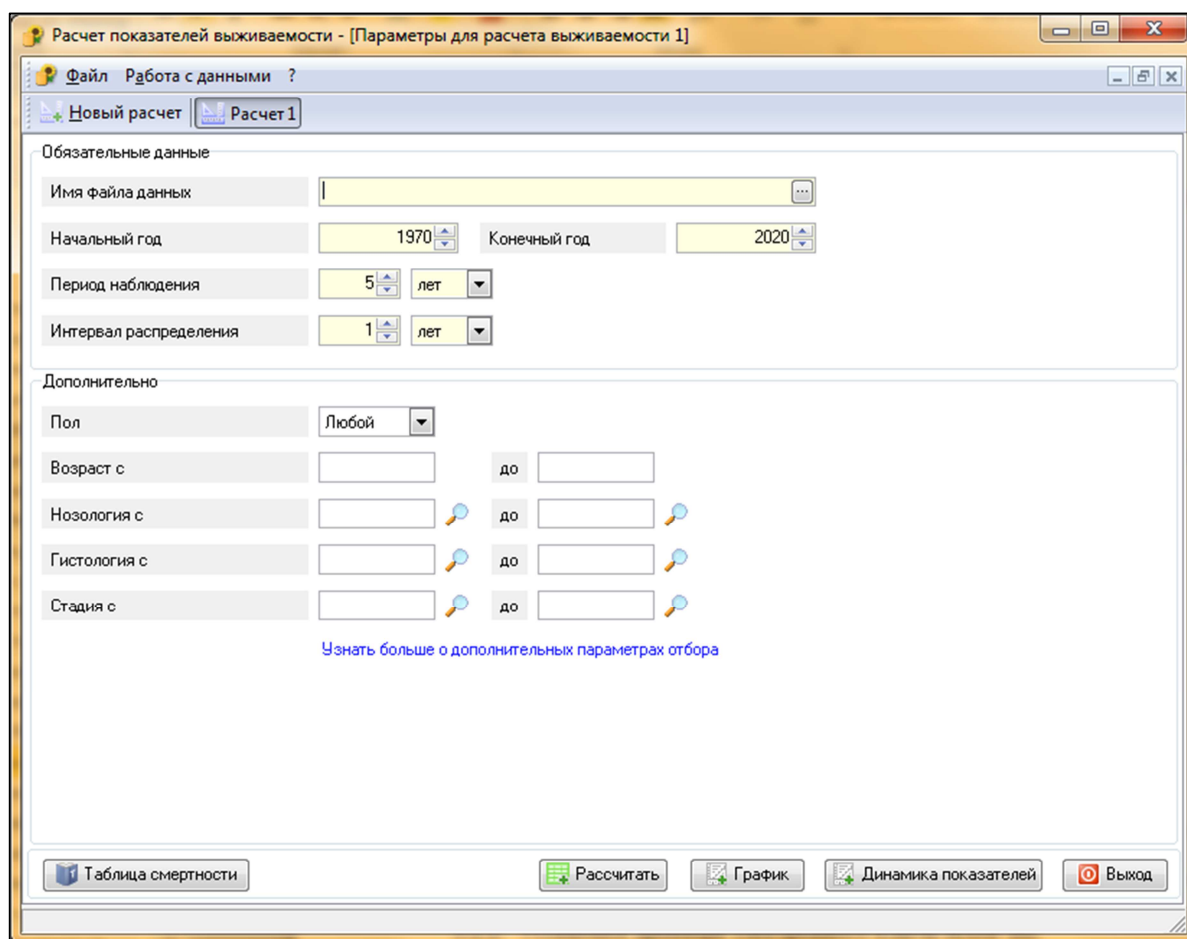 Расчет показателей выживаемости - [Параметры для расчета выживаемости 1]
Файл Работа с данными ?
Новый расчет Расчет 1
Обязательные данные
Имя файла данных ...
Начальный год 1970 Конечный год 2020
Период наблюдения 5 лет
Интервал распределения 1 лет
Дополнительно
Пол Любой
Возраст с до
Нозология с до
Гистология с до
Стадия с до
Узнать больше о дополнительных параметрах отбора
Таблица смертности Рассчитать График Динамика показателей Выход